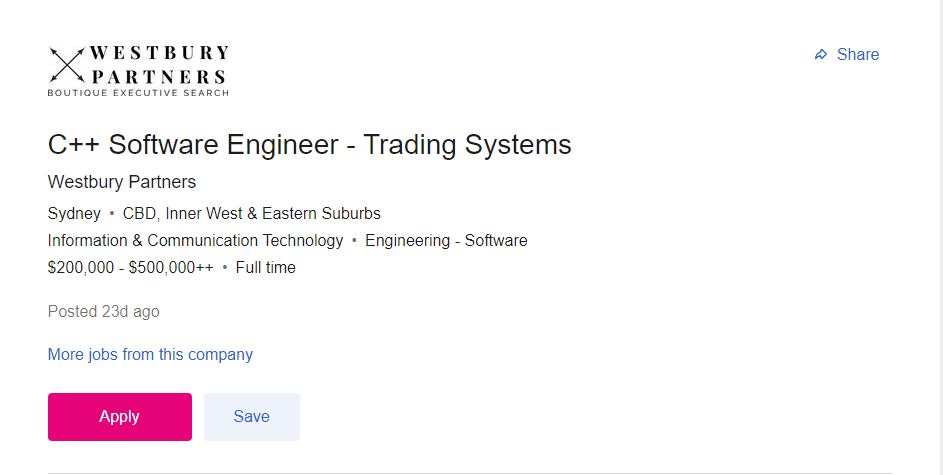 WESTBURY
PARTNERS
BOUTIQUE EXECUTIVE SEARCH
Share
C++ Software Engineer - Trading Systems
Westbury Partners
Sydney • CBD, Inner West & Eastern Suburbs
Information & Communication Technology • Engineering - Software
$200,000 - $500,000++ • Full time
Posted 23d ago
More jobs from this company
Apply Save